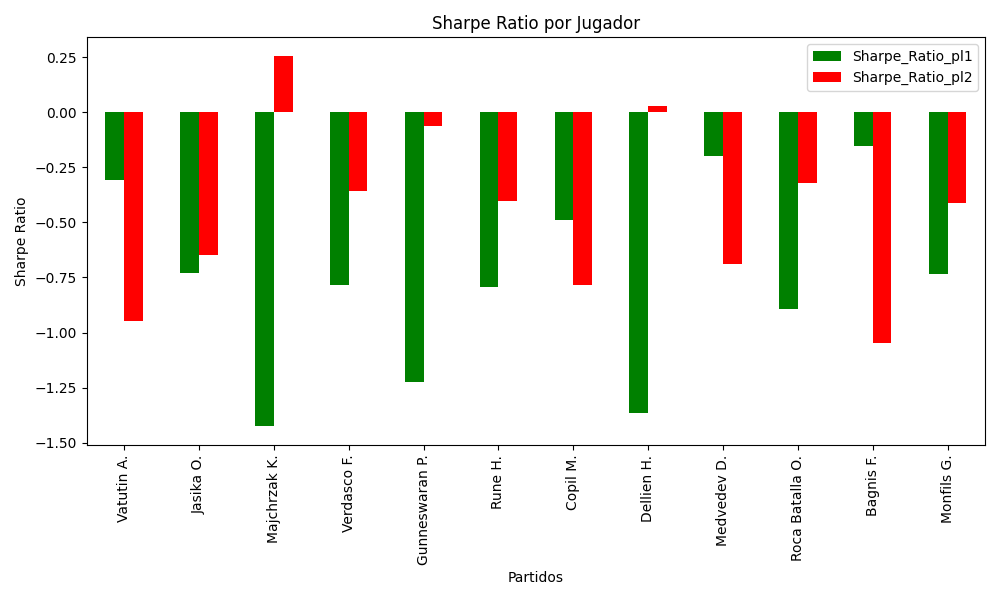 Sharpe Ratio por Jugador
Sharpe_Ratio_pl1
Sharpe_Ratio_pl2
Sharpe Ratio
0.25
0.00
−0.25
−0.50
−0.75
−1.00
−1.25
−1.50
Vatutin A.
Jasika O.
Majchrzak K.
Verdasco F.
Gunneswaran P.
Rune H.
Copil M.
Dellien H.
Medvedev D.
Roca Batalla O.
Bagnis F.
Monfils G.
Partidos